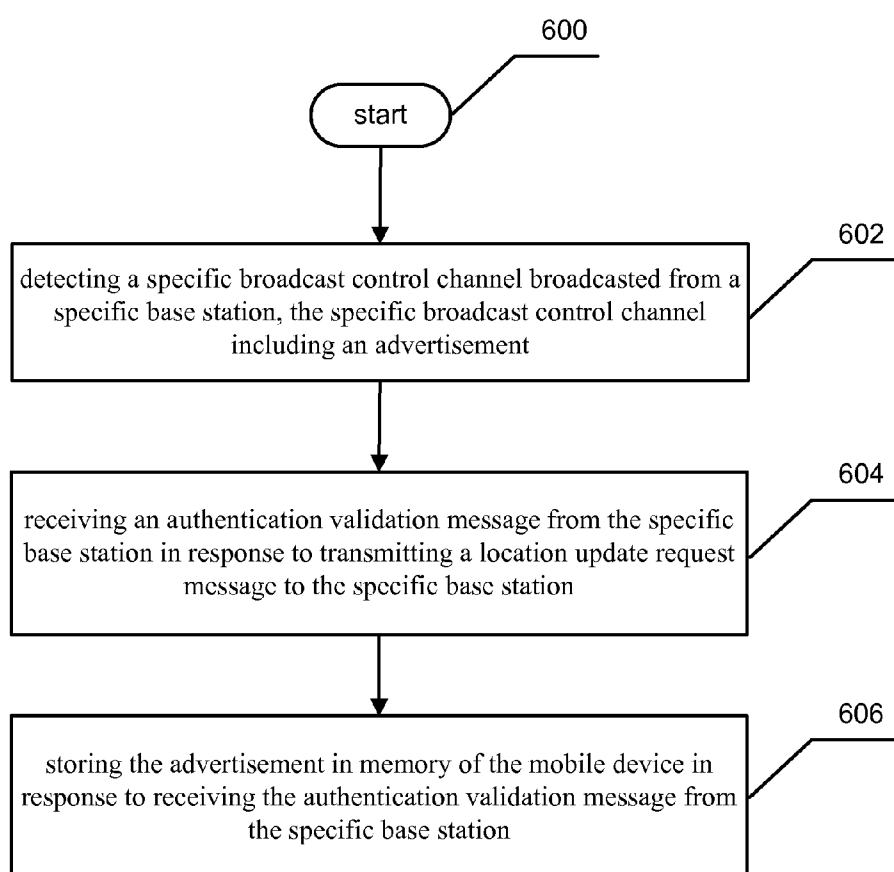 600
start
602
detecting a specific broadcast control channel broadcasted from a
specific base station, the specific broadcast control channel
including an advertisement
604
receiving an authentication validation message from the specific
base station in response to transmitting a location update request
message to the specific base station
606
storing the advertisement in memory of the mobile device in
response to receiving the authentication validation message from
the specific base station